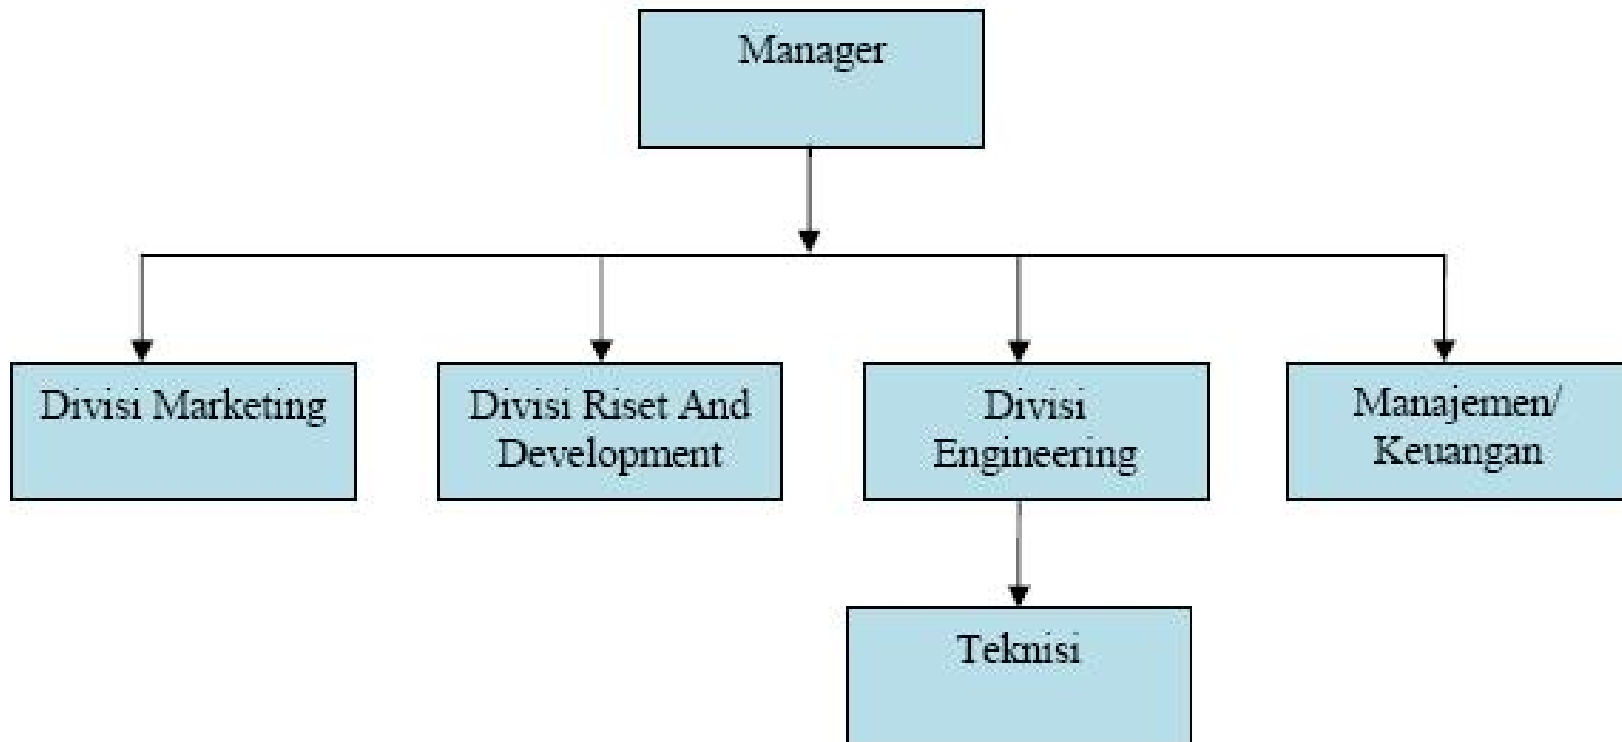 Manager
Divisi Marketing
Divisi Riset And
Development
Divisi
Engineering
Manajemen/
Keuangan
Teknisi